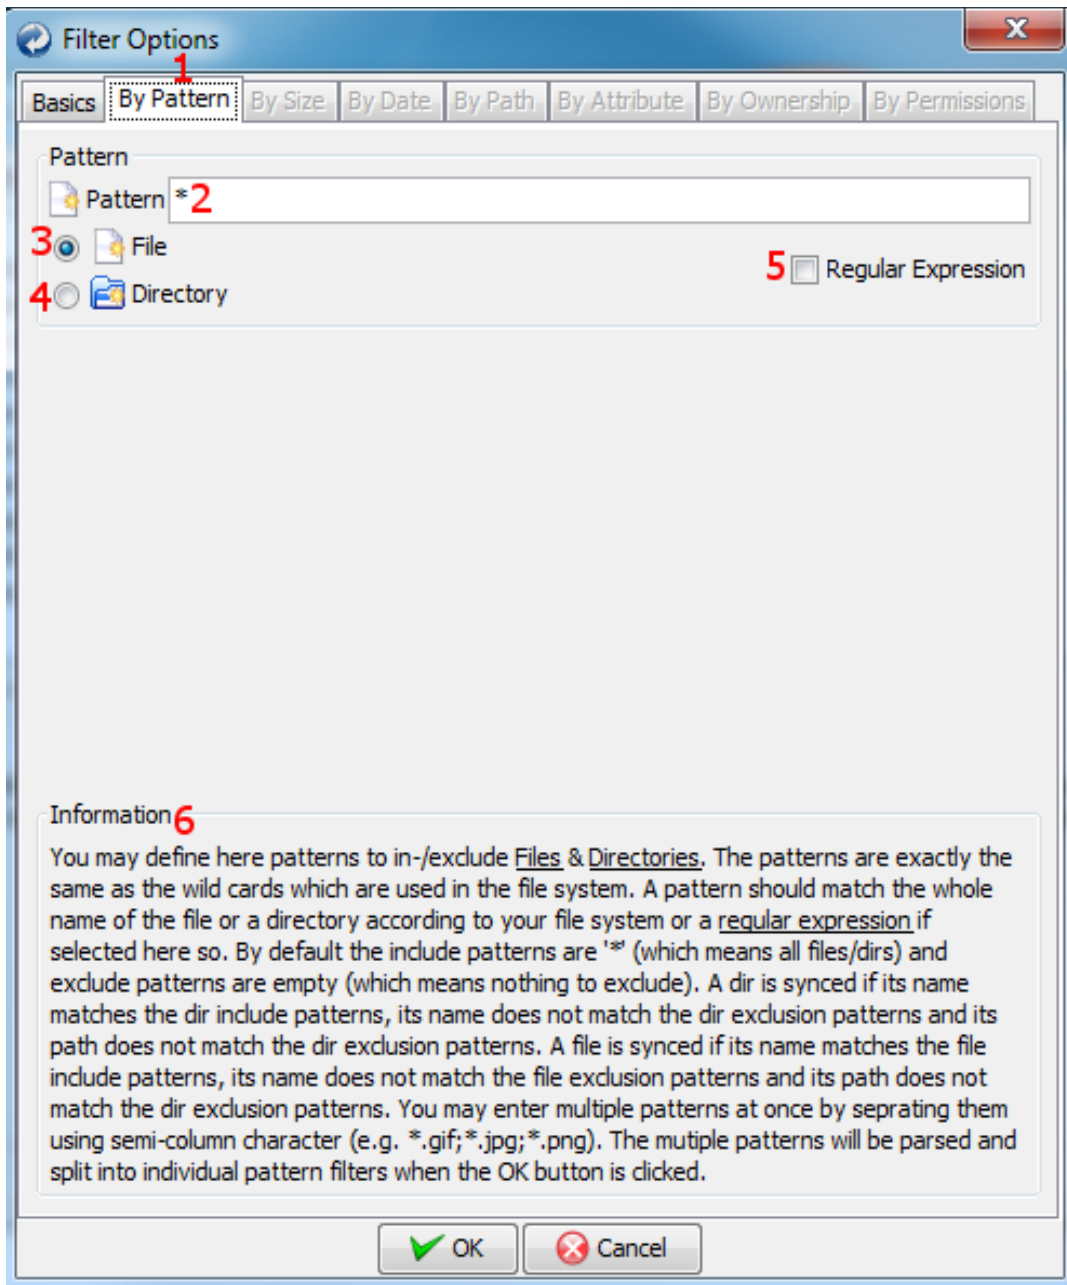 Filter Options
X
1
Basics By Pattern By Size By Date By Path By Attribute By Ownership By Permissions
Pattern
Pattern *2
3 File
5 Regular Expression
4 Directory
Information 6
You may define here patterns to in-/exclude Files & Directories. The patterns are exactly the
same as the wild cards which are used in the file system. A pattern should match the whole
name of the file or a directory according to your file system or a regular expression if
selected here so. By default the include patterns are '*' (which means all files/dirs) and
exclude patterns are empty (which means nothing to exclude). A dir is synced if its name
matches the dir include patterns, its name does not match the dir exclusion patterns and its
path does not match the dir exclusion patterns. A file is synced if its name matches the file
include patterns, its name does not match the file exclusion patterns and its path does not
match the dir exclusion patterns. You may enter multiple patterns at once by seprating them
using semi-column character (e.g. *.gif;*.jpg;*.png). The mutiple patterns will be parsed and
split into individual pattern filters when the OK button is clicked.
OK Cancel